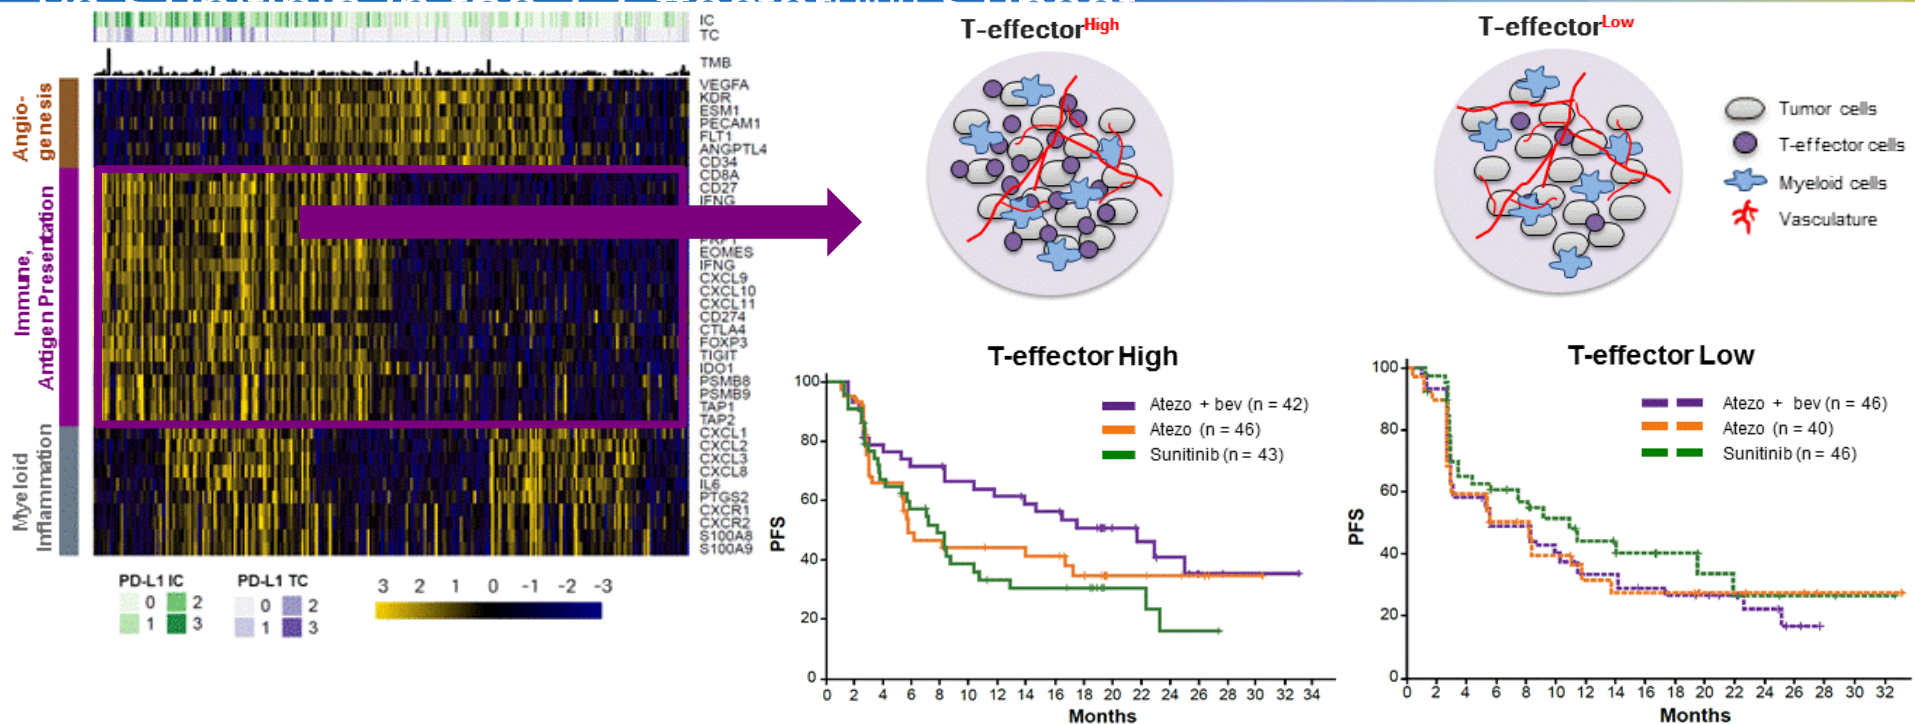 IC
TC
TMB
Angio-
genesis
VEGFA
KDR
ESM1
PECAM1
FLT1
ANGPTL4
CD34
Immune,
Antigen Presentation
CD8A
CD27
IFNG
PRF1
EOMES
IFNG
CXCL9
CXCL10
CXCL11
CD274
CTLA4
FOXP3
TIGIT
IDO1
PSMB8
PSMB9
TAP1
TAP2
Myeloid
Inflammation
CXCL1
CXCL2
CXCL3
CXCL8
IL6
PTGS2
CXCR1
CXCR2
S100A8
S100A9
PD-L1 IC
0 2
1 3
PD-L1 TC
0 2
1 3
3 2 1 0 -1 -2 -3
T-effectorHigh
T-effectorLow
Tumor cells
T-effector cells
Myeloid cells
Vasculature
T-effector High
Atezo + bev (n = 42)
Atezo (n = 46)
Sunitinib (n = 43)
PFS
100
80
60
40
20
0
0 2 4 6 8 10 12 14 16 18 20 22 24 26 28 30 32 34
Months
T-effector Low
Atezo + bev (n = 46)
Atezo (n = 40)
Sunitinib (n = 46)
PFS
100
80
60
40
20
0
0 2 4 6 8 10 12 14 16 18 20 22 24 26 28 30 32
Months